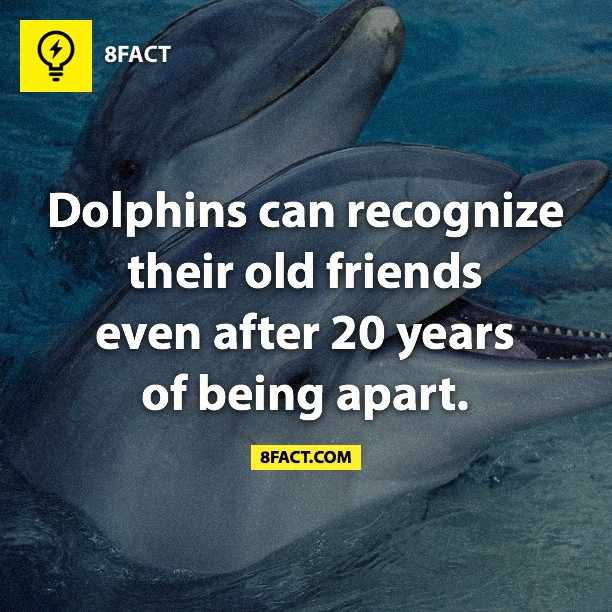 8FACT
Dolphins can recognize
their old friends
even after 20 years
of being apart.
8FACT.COM